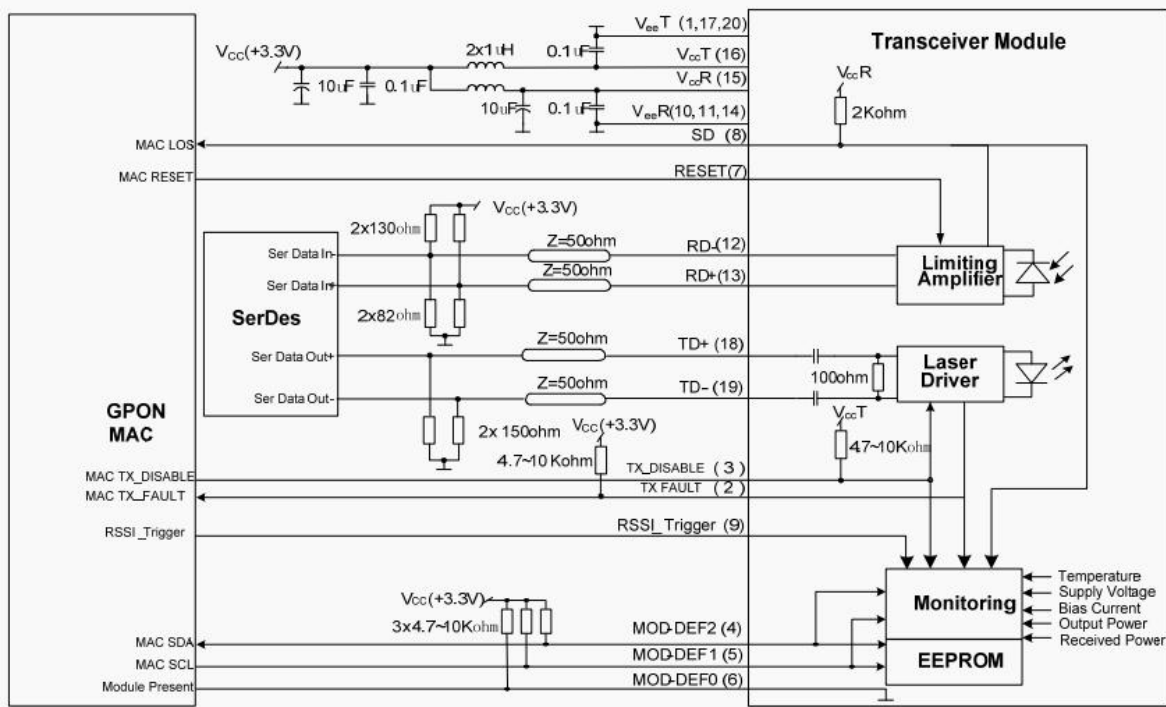 VeeT (1,17,20)
Transceiver Module
VCC(+3.3V)
2x1uH
0.1uF
VccT (16)
VccR (15)
VccR
10uF
0.1uF
10uF
0.1uF
VeeR(10,11,14)
2Kohm
SD (8)
MAC LOS
MAC RESET
RESET(7)
VCC(+3.3V)
2x130ohm
Z=50ohm
RD-(12)
Ser Data In-
Limiting
Amplifier
Z=50ohm
RD+(13)
Ser Data In+
SerDes
2x82ohm
Z=50ohm
TD+ (18)
Ser Data Out+
100ohm
Laser
Driver
Z=50ohm
TD- (19)
Ser Data Out-
GPON
MAC
2x 150ohm
VCC(+3.3V)
VccT
4.7~10Kohm
4.7~10 Kohm
MAC TX_DISABLE
TX_DISABLE (3)
MAC TX_FAULT
TX FAULT (2)
RSSI_Trigger
RSSI_Trigger (9)
VCC(+3.3V)
3x4.7~10Kohm
Monitoring
Temperature
Supply Voltage
Bias Current
Output Power
Received Power
MAC SDA
MOD-DEF2 (4)
MAC SCL
MOD-DEF1 (5)
EEPROM
Module Present
MOD-DEF0 (6)